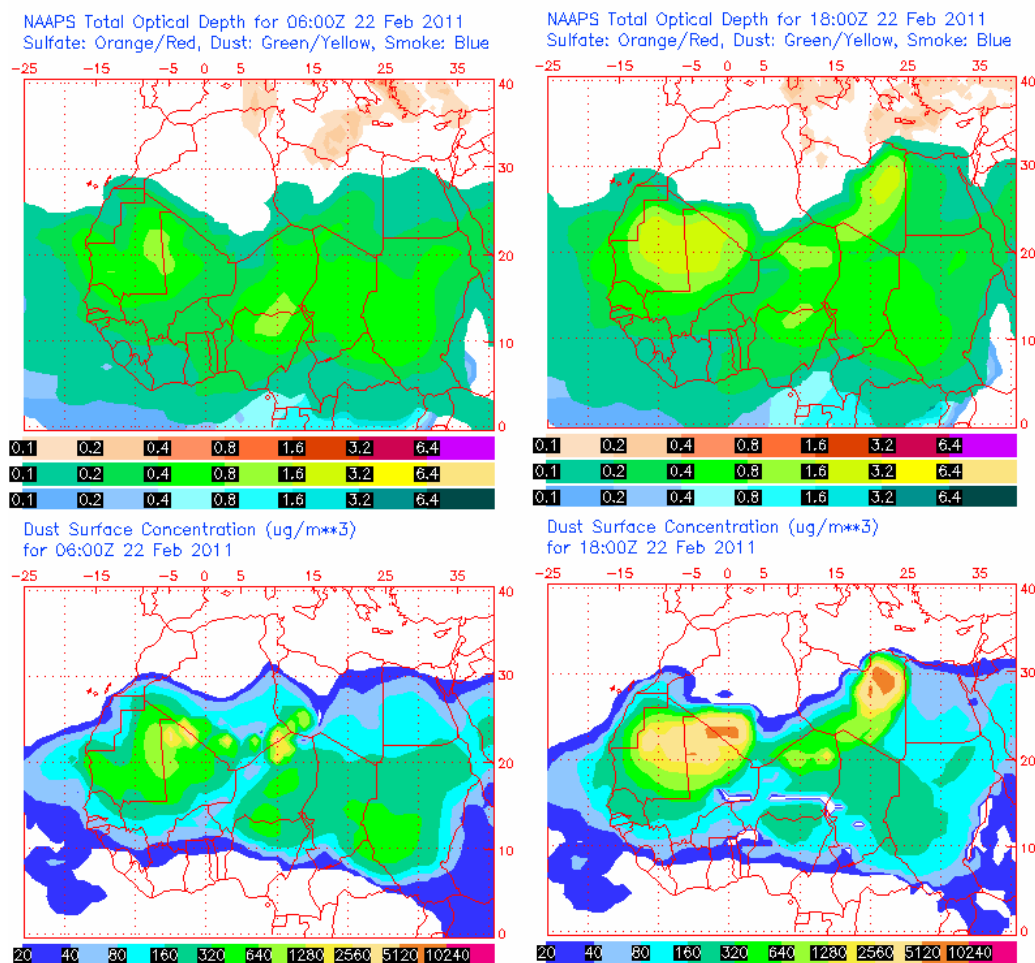 NAAPS Total Optical Depth for 06:00Z 22 Feb 2011
Sulfate: Orange/Red, Dust: Green/Yellow, Smoke: Blue
-25 -15 -5 0 5 15 25 35
40
30
20
10
0
0.1 0.2 0.4 0.8 1.6 3.2 6.4
0.1 0.2 0.4 0.8 1.6 3.2 6.4
0.1 0.2 0.4 0.8 1.6 3.2 6.4
NAAPS Total Optical Depth for 18:00Z 22 Feb 2011
Sulfate: Orange/Red, Dust: Green/Yellow, Smoke: Blue
-25 -15 -5 0 5 15 25 35
40
30
20
10
0
0.1 0.2 0.4 0.8 1.6 3.2 6.4
0.1 0.2 0.4 0.8 1.6 3.2 6.4
0.1 0.2 0.4 0.8 1.6 3.2 6.4
Dust Surface Concentration (ug/m**3)
for 06:00Z 22 Feb 2011
-25 -15 -5 0 5 15 25 35
40
30
20
10
0
20 40 80 160 320 640 1280 2560 5120 10240
Dust Surface Concentration (ug/m**3)
for 18:00Z 22 Feb 2011
-25 -15 -5 0 5 15 25 35
40
30
20
10
0
20 40 80 160 320 640 1280 2560 5120 10240